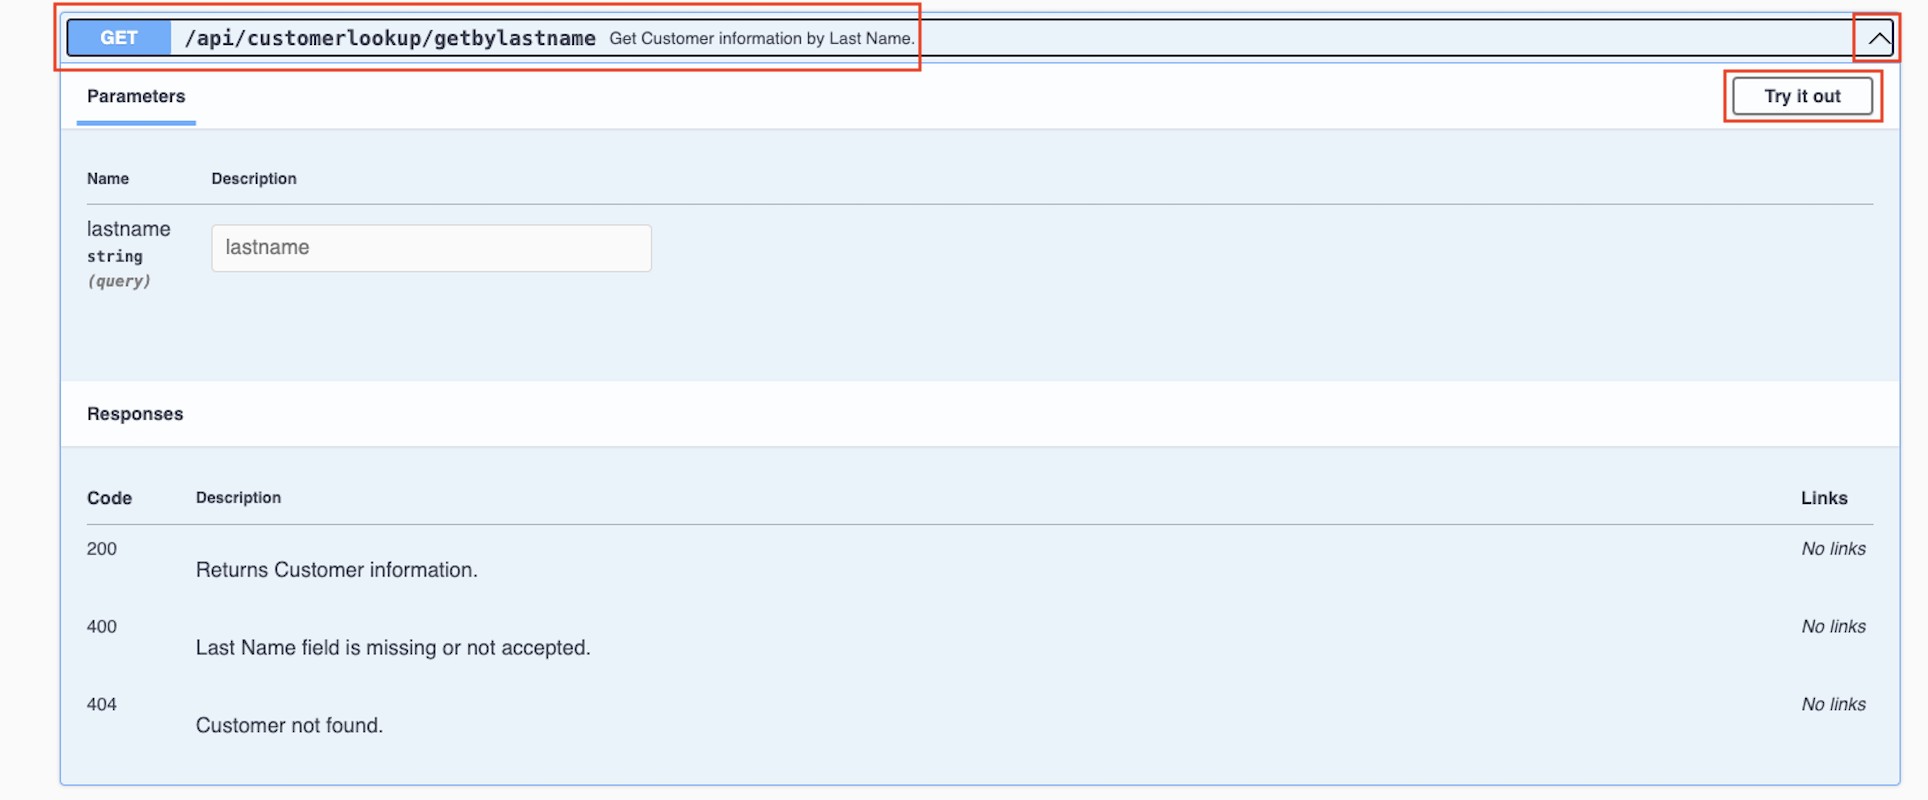 GET /api/customerlookup/getbylastname Get Customer information by Last Name.
Parameters Try it out
Name Description
lastname lastname
string
(query)
Responses
Code Description Links
200 No links
Returns Customer information.
400 No links
Last Name field is missing or not accepted.
404 No links
Customer not found.